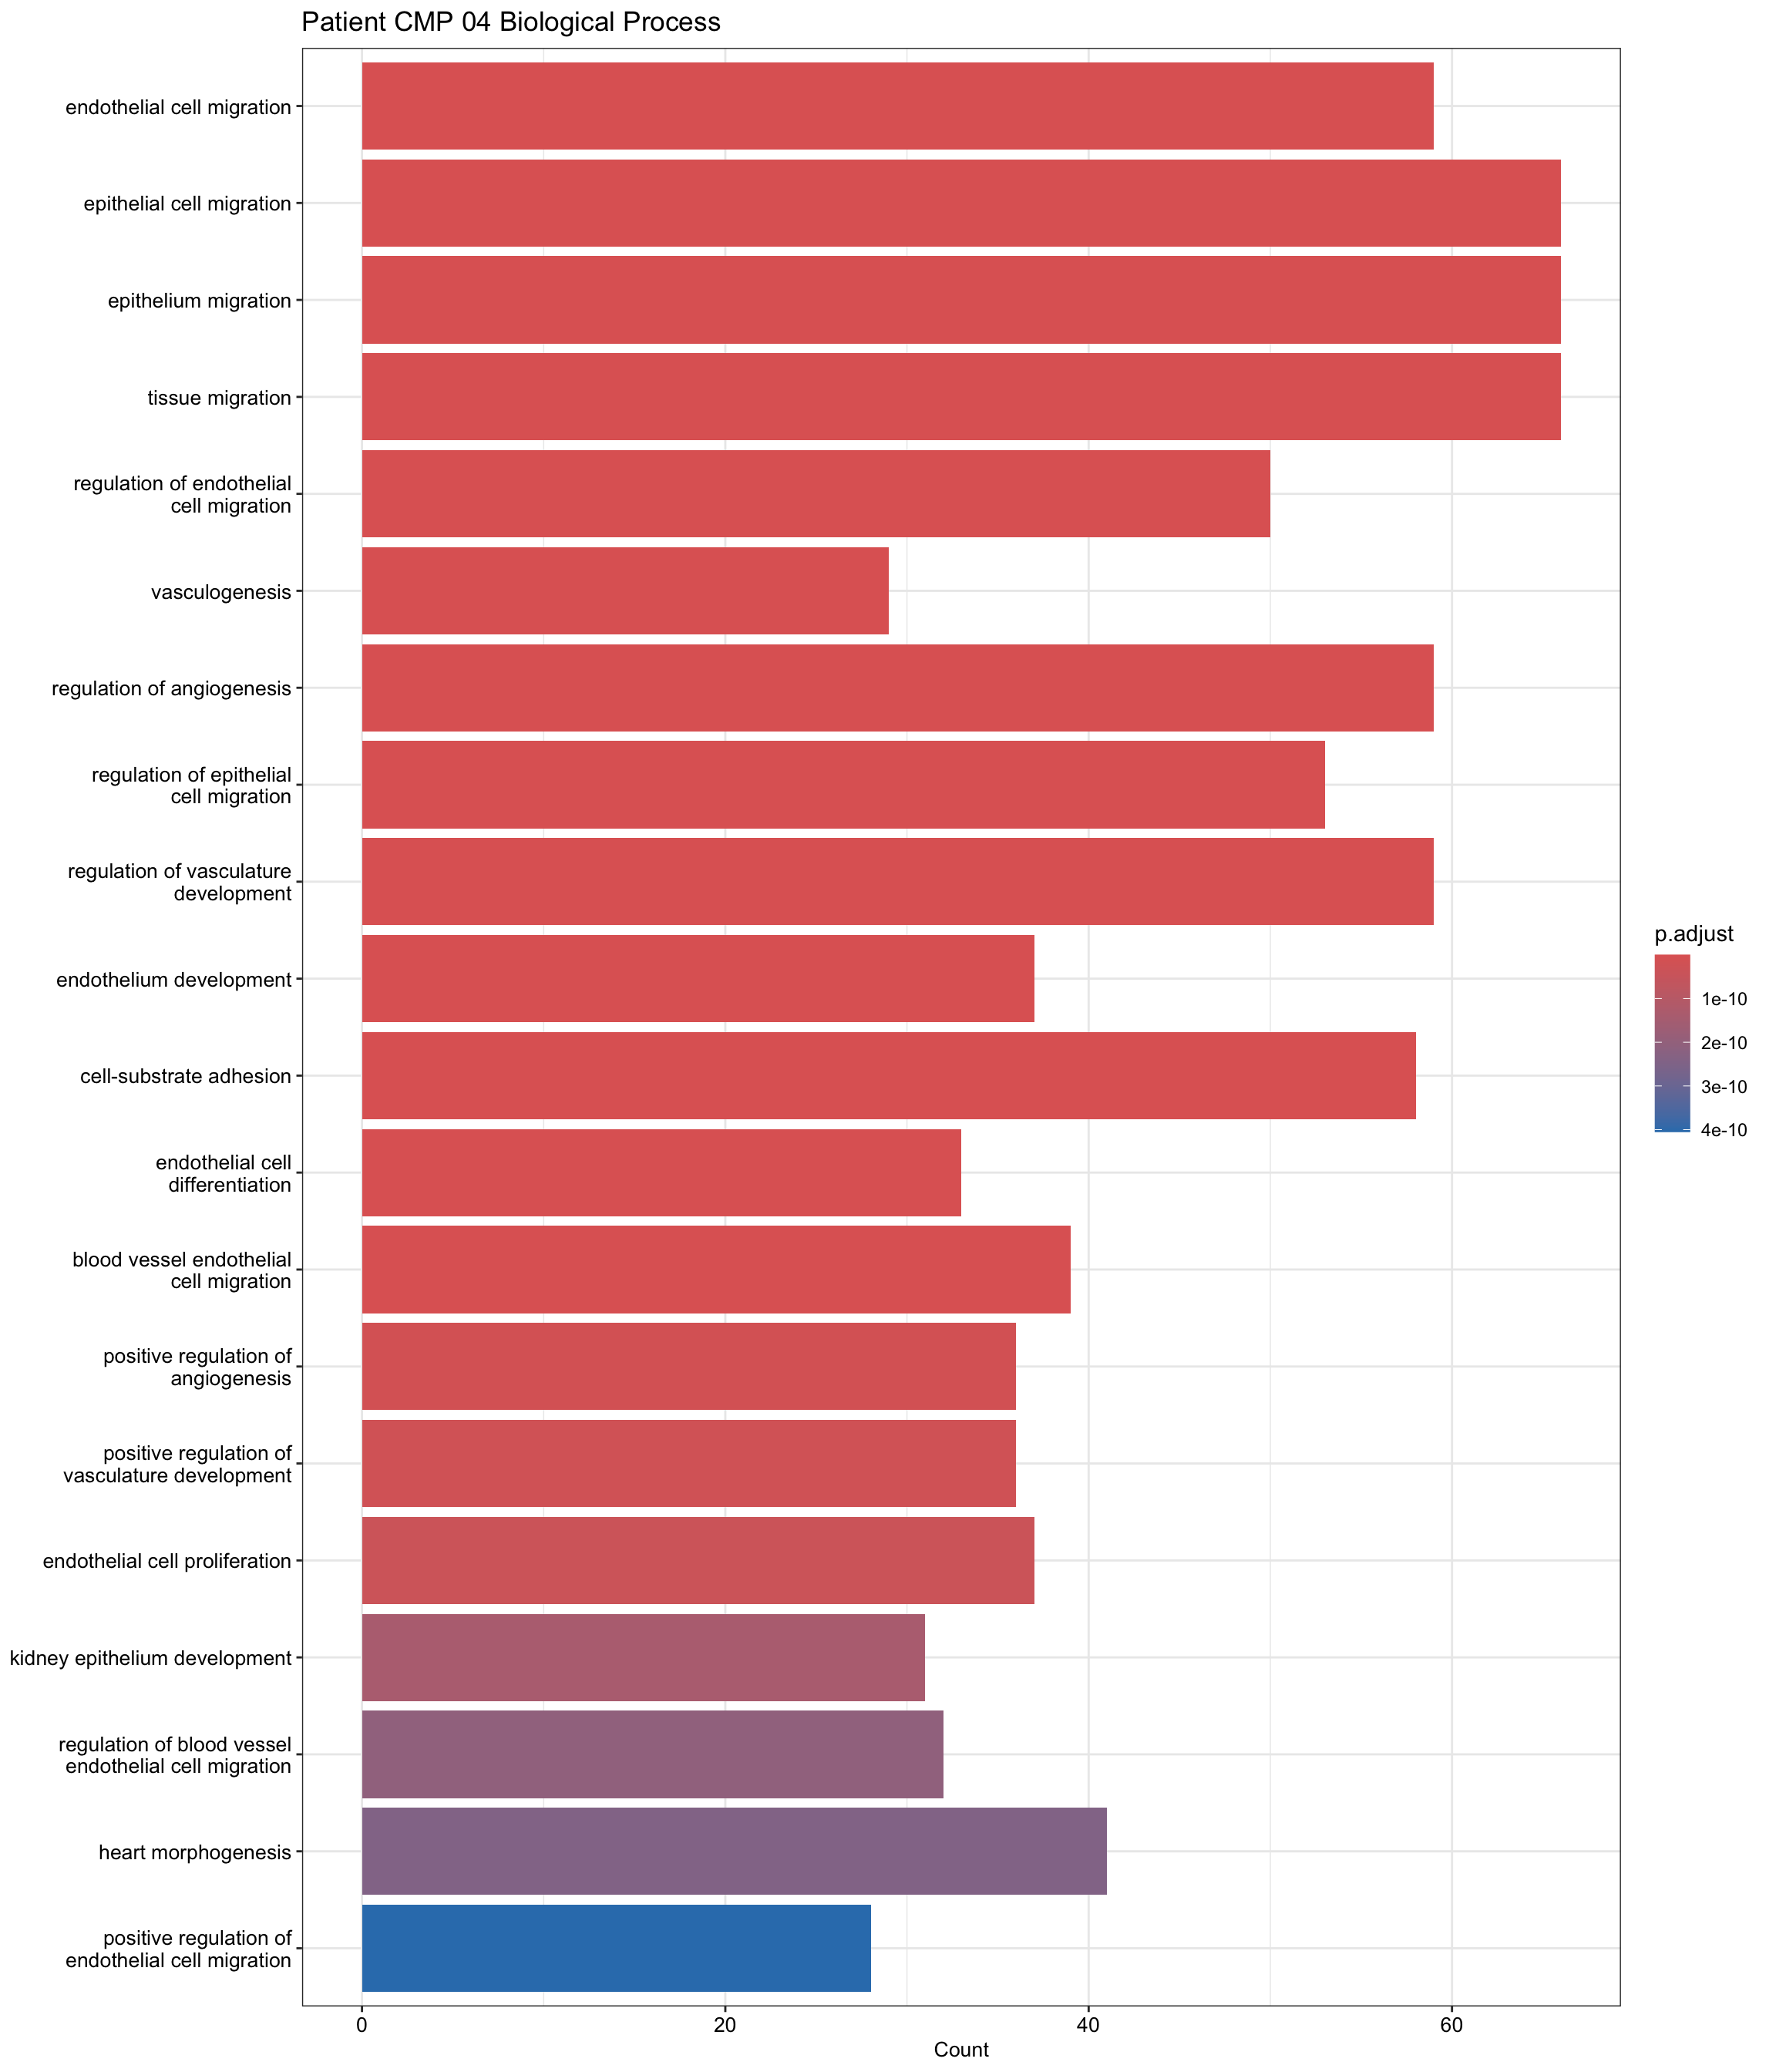 Patient CMP 04 Biological Process
endothelial cell migration
epithelial cell migration
epithelium migration
tissue migration
regulation of endothelial
cell migration
vasculogenesis
regulation of angiogenesis
regulation of epithelial
cell migration
regulation of vasculature
development
endothelium development
cell-substrate adhesion
endothelial cell
differentiation
blood vessel endothelial
cell migration
positive regulation of
angiogenesis
positive regulation of
vasculature development
endothelial cell proliferation
kidney epithelium development
regulation of blood vessel
endothelial cell migration
heart morphogenesis
positive regulation of
endothelial cell migration
0 20 40 60
Count
p.adjust
1e-10
2e-10
3e-10
4e-10